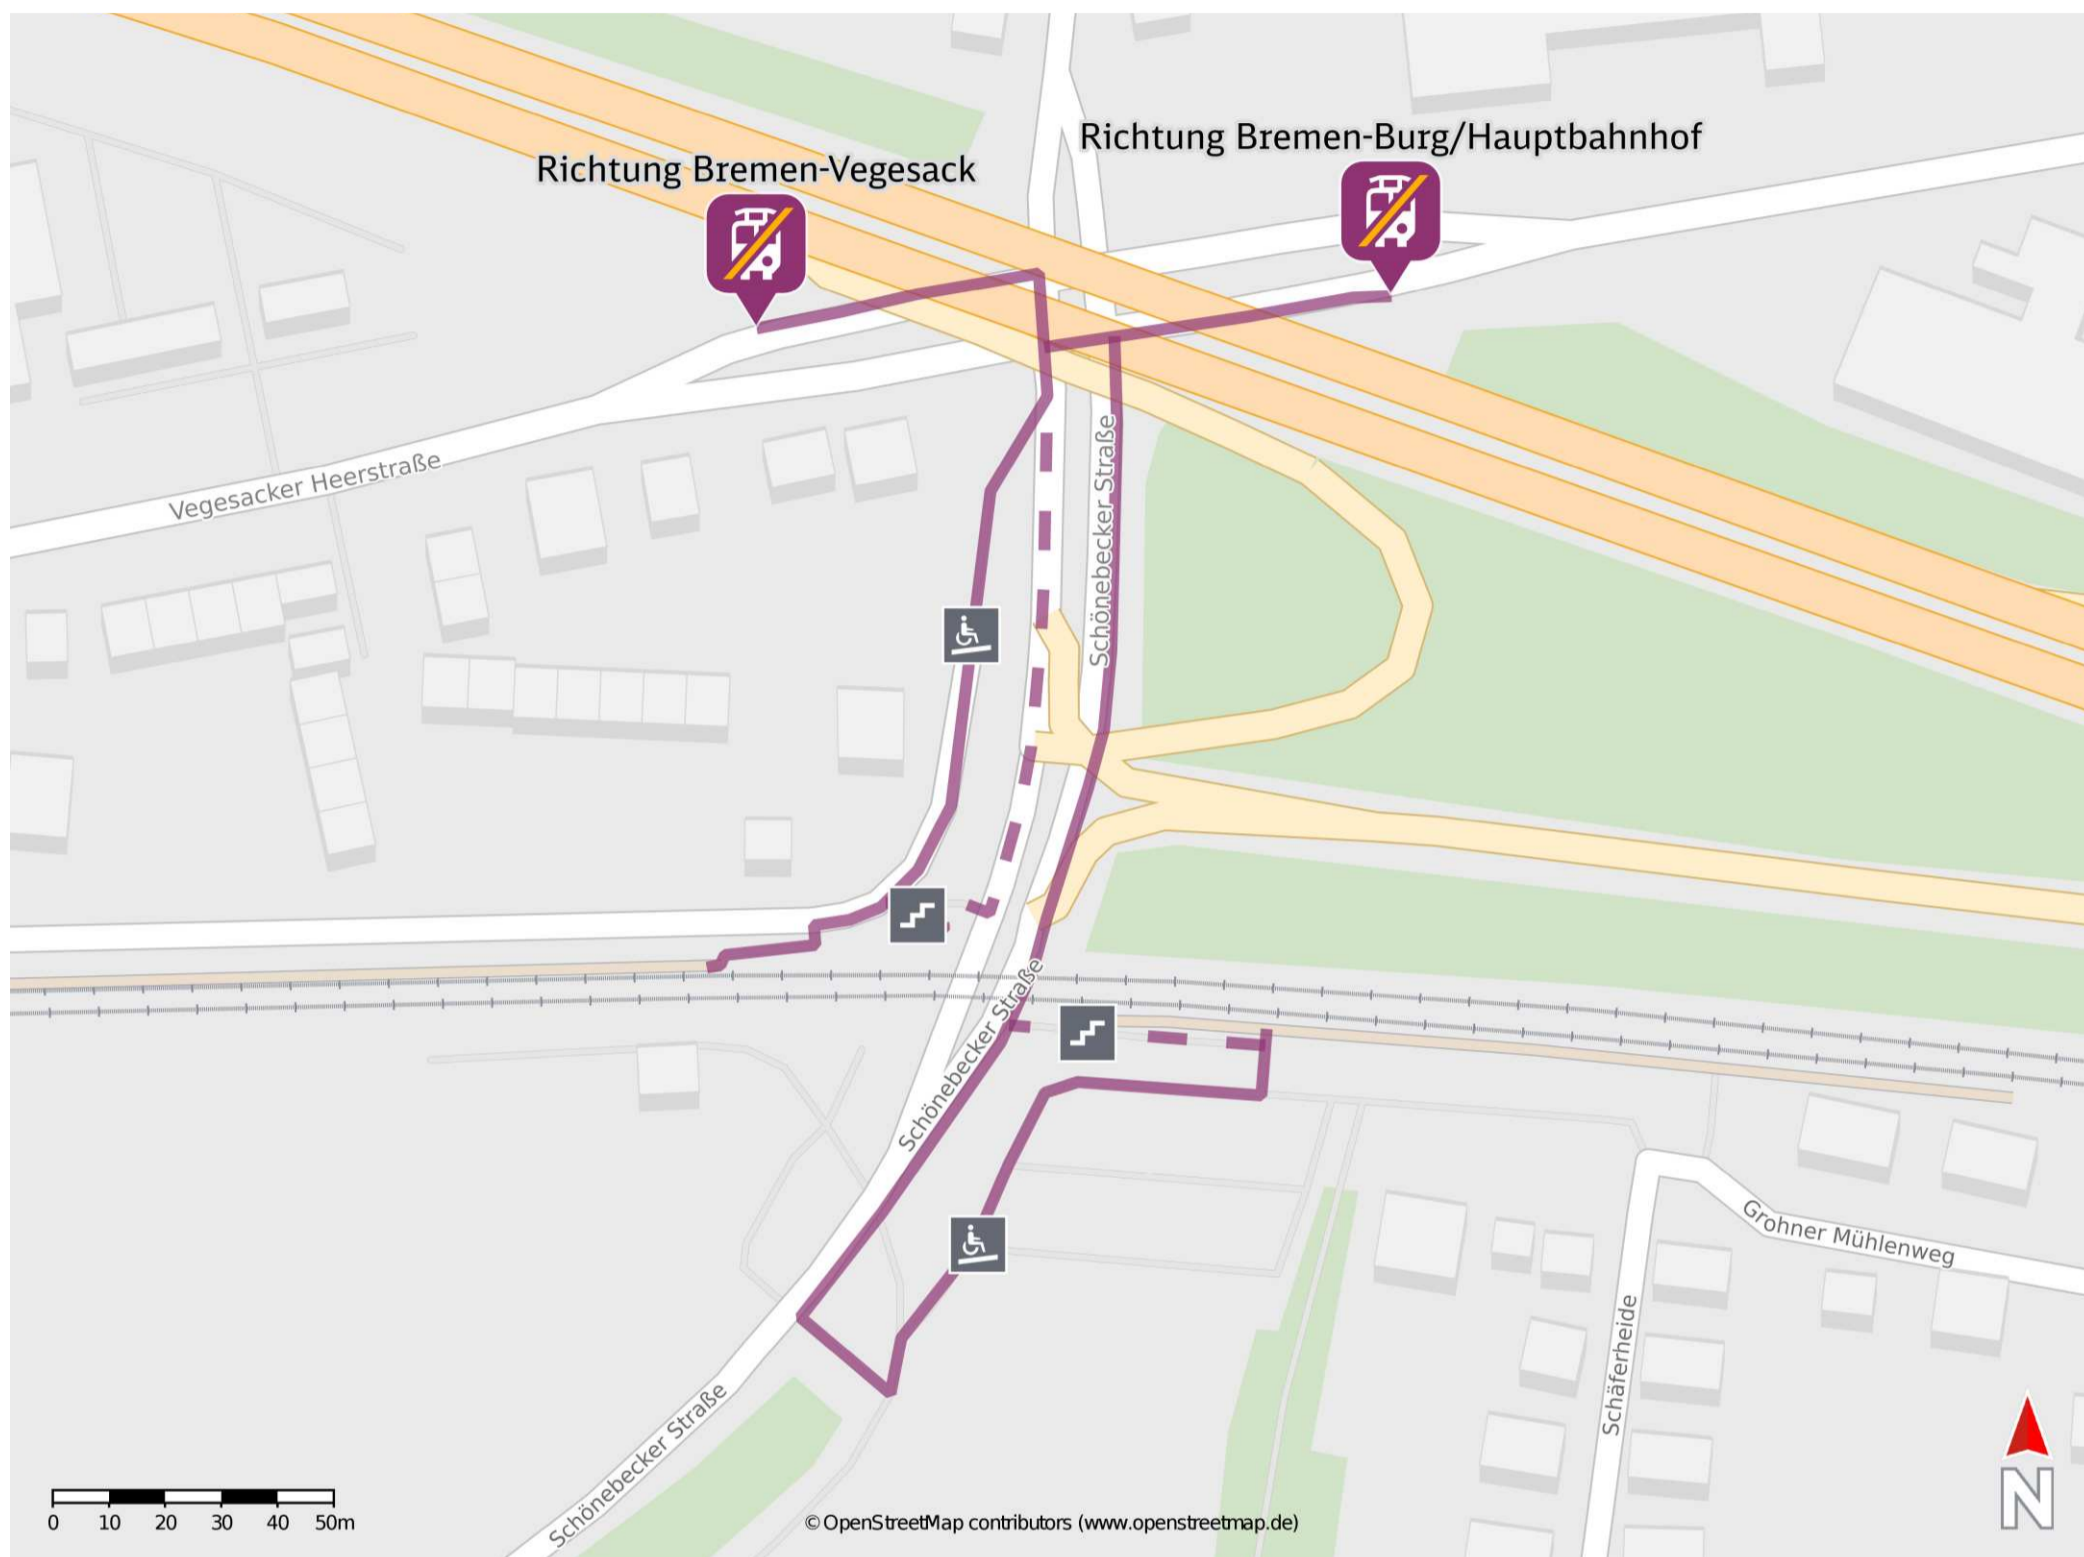 Richtung Bremen-Burg/Hauptbahnhof
Richtung Bremen-Vegesack
Vegesacker Heerstraße
Schönebecker Straße
Schönebecker Straße
Grohner Mühlenweg
Schäferheide
Schönebecker Straße
0 10 20 30 40 50m
© OpenStreetMap contributors (www.openstreetmap.de)
N